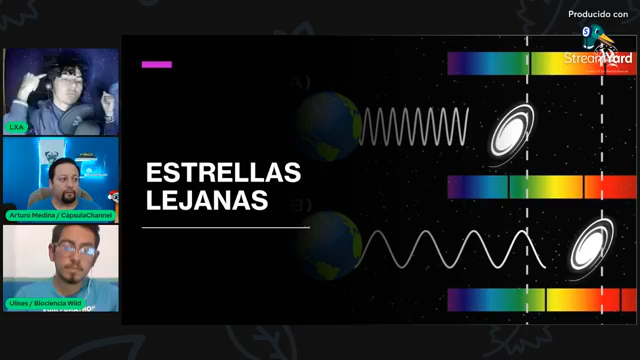 Producido con
StreamYard
LXA
Arturo Medina / CápsulaChannel
Ulises / Biociencia Wild
ESTRELLAS
LEJANAS